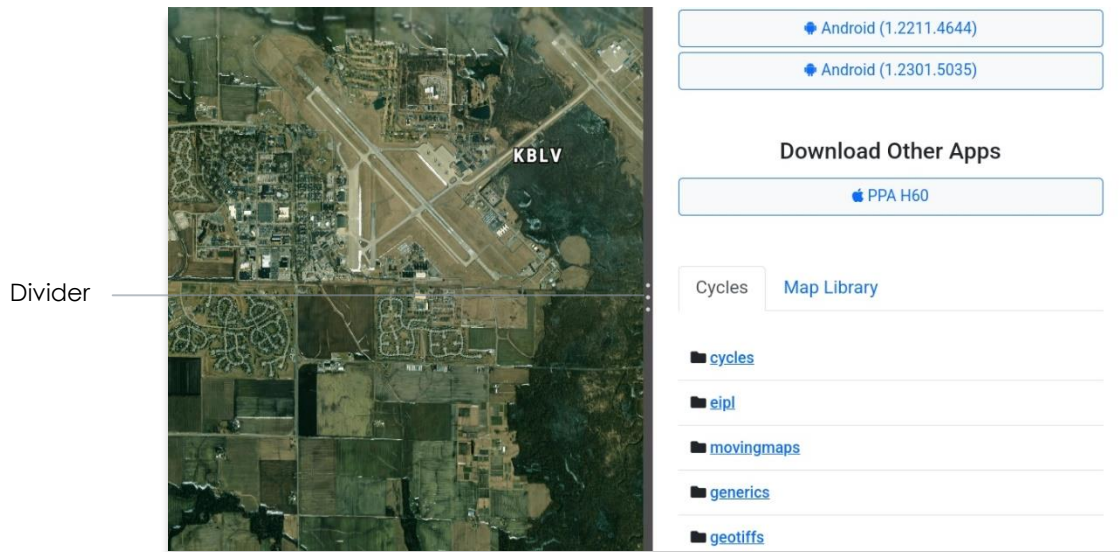 Android (1.2211.4644)
Android (1.2301.5035)
Download Other Apps
KBLV
PPA H60
Divider
Cycles
Map Library
cycles
eipl
movingmaps
generics
geotiffs